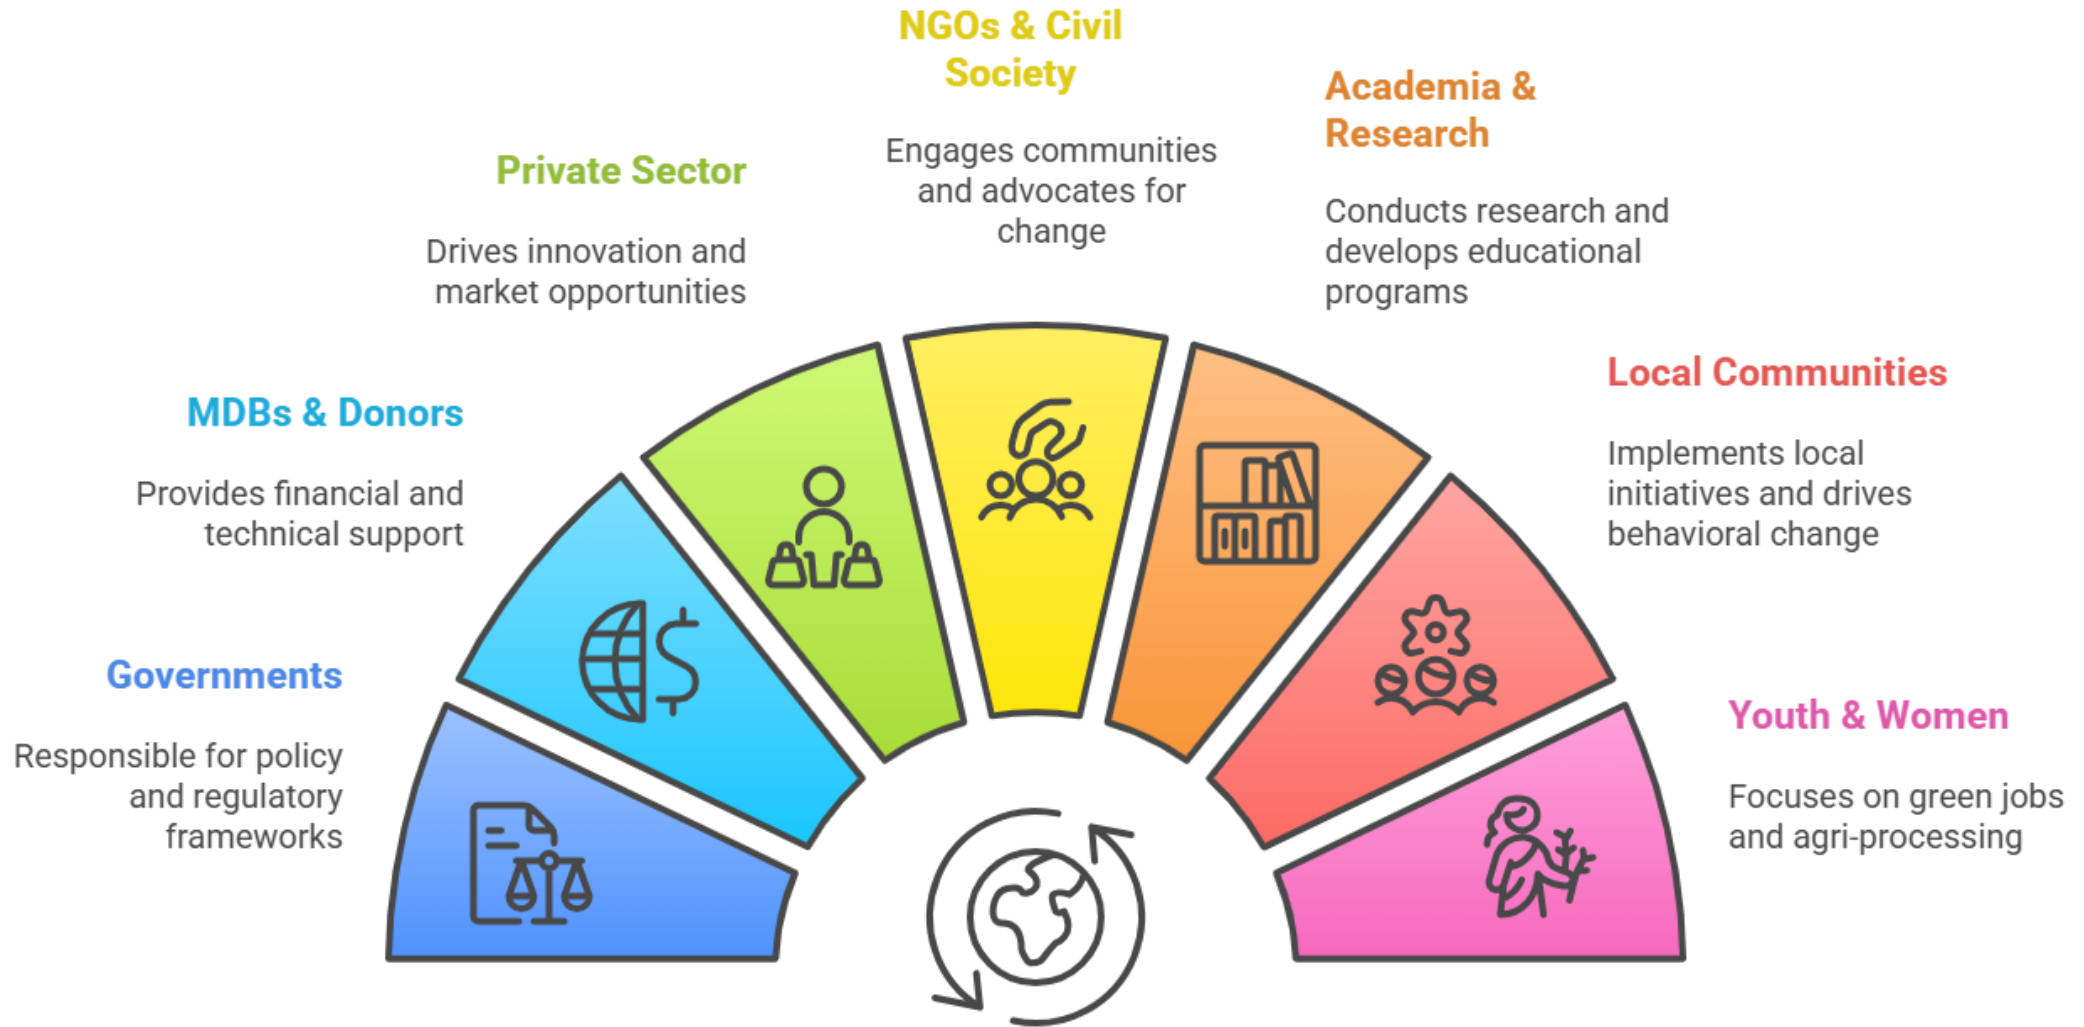 Governments
Responsible for policy
and regulatory
frameworks
MDBs & Donors
Provides financial and
technical support
Private Sector
Drives innovation and
market opportunities
NGOs & Civil
Society
Engages communities
and advocates for
change
Academia &
Research
Conducts research and
develops educational
programs
Local Communities
Implements local
initiatives and drives
behavioral change
Youth & Women
Focuses on green jobs
and agri-processing